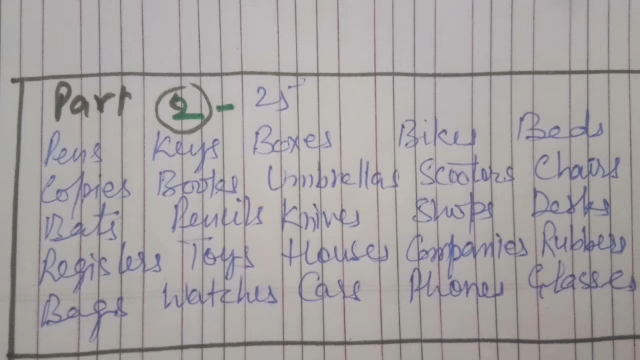 Part 2 - 25
Pens Keys Boxes Bikes Beds
Copies Books Umbrellas Scooters Chairs
Bats Pencils Knives Shops Desks
Registers Toys Houses Companies Rubbers
Bags Watches Cars Phones Glasses